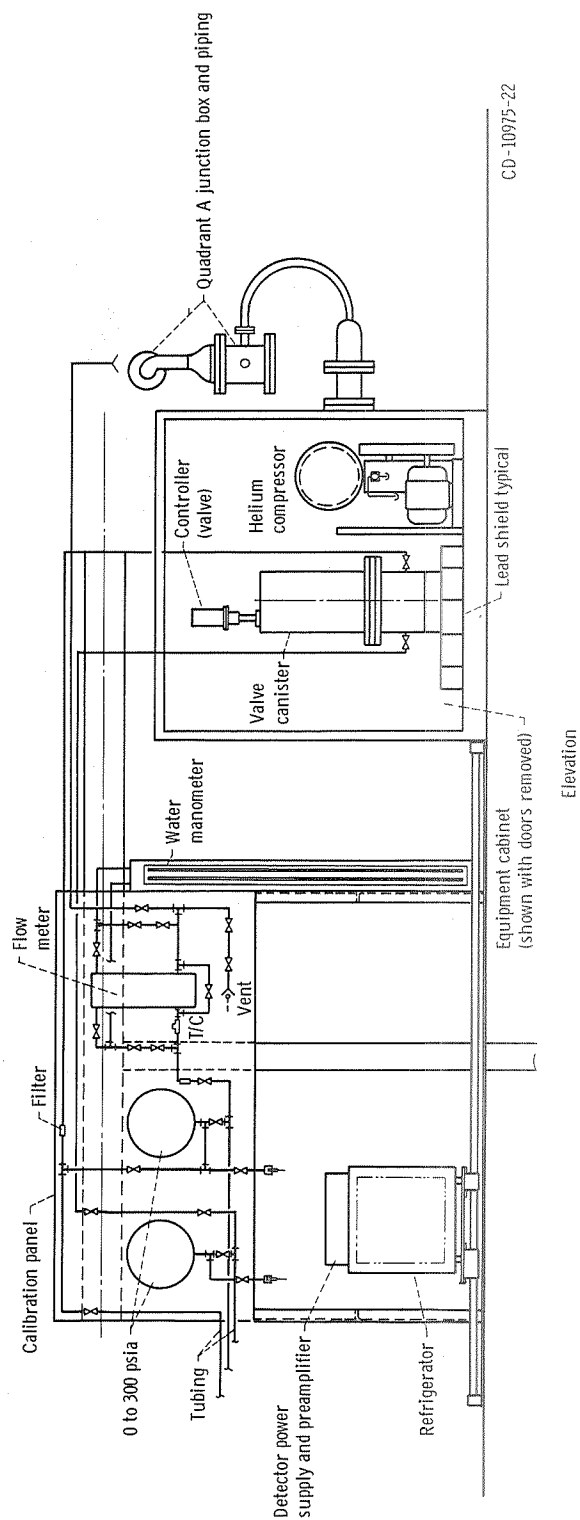 Calibration panel
Filter
Flow
meter
Water
manometer
Controller
(valve)
Helium
compressor
Quadrant A junction box and piping
0 to 300 psia
Tubing
T/C
Vent
Valve
canister
Detector power
supply and preamplifier
Refrigerator
Equipment cabinet
(shown with doors removed)
Lead shield typical
CD-10975-22
Elevation